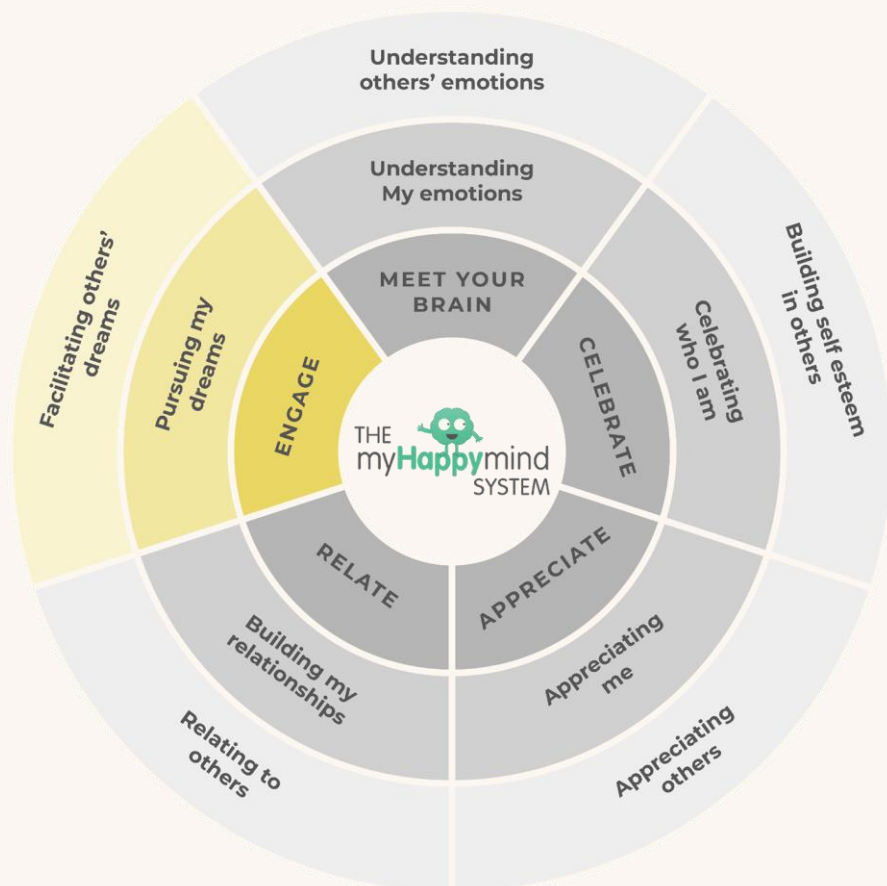 Understanding
others’ emotions
Understanding
My emotions
MEET YOUR
BRAIN
Building self esteem
in others
Celebrating
who I am
CELEBRATE
Appreciating
others
Appreciating
me
APPRECIATE
Relating to
others
Building my
relationships
RELATE
Facilitating others’
dreams
Pursuing my
dreams
ENGAGE
THE
myHappymind
SYSTEM